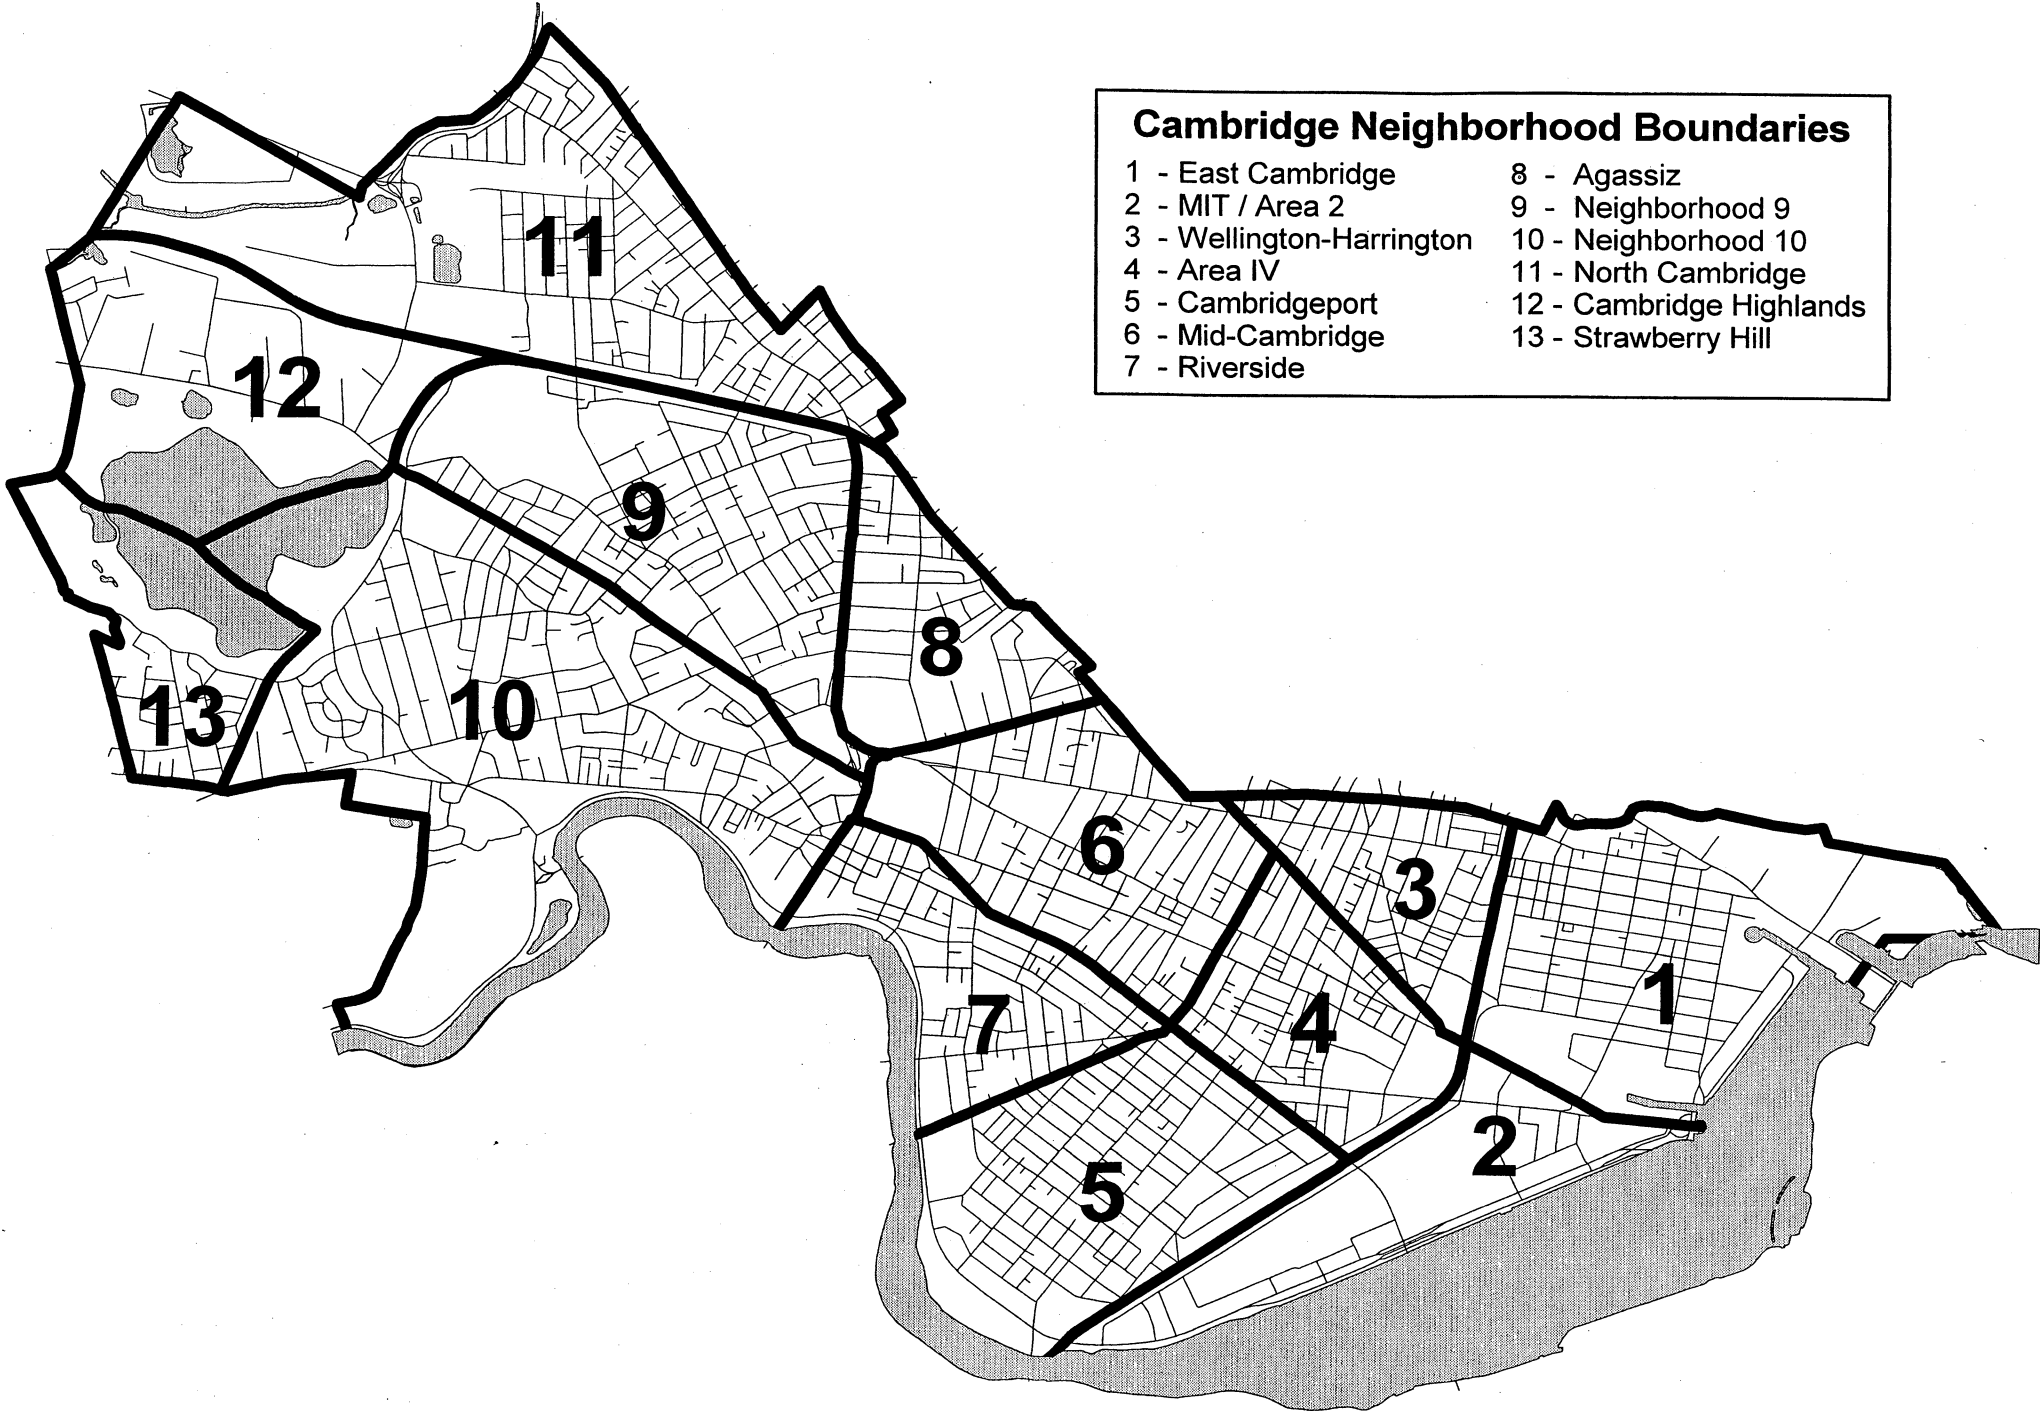 Cambridge Neighborhood Boundaries
1 - East Cambridge
2 - MIT / Area 2
3 - Wellington-Harrington
4 - Area IV
5 - Cambridgeport
6 - Mid-Cambridge
7 - Riverside
8 - Agassiz
9 - Neighborhood 9
10 - Neighborhood 10
11 - North Cambridge
12 - Cambridge Highlands
13 - Strawberry Hill
11
12
9
8
10
13
6
3
1
7
4
2
5